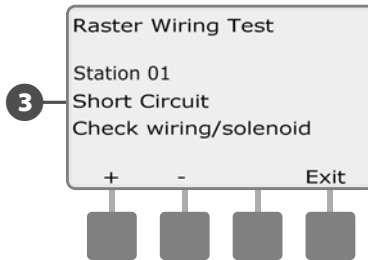 Raster Wiring Test
Station 01
3
Short Circuit
Check wiring/solenoid
+ - Exit